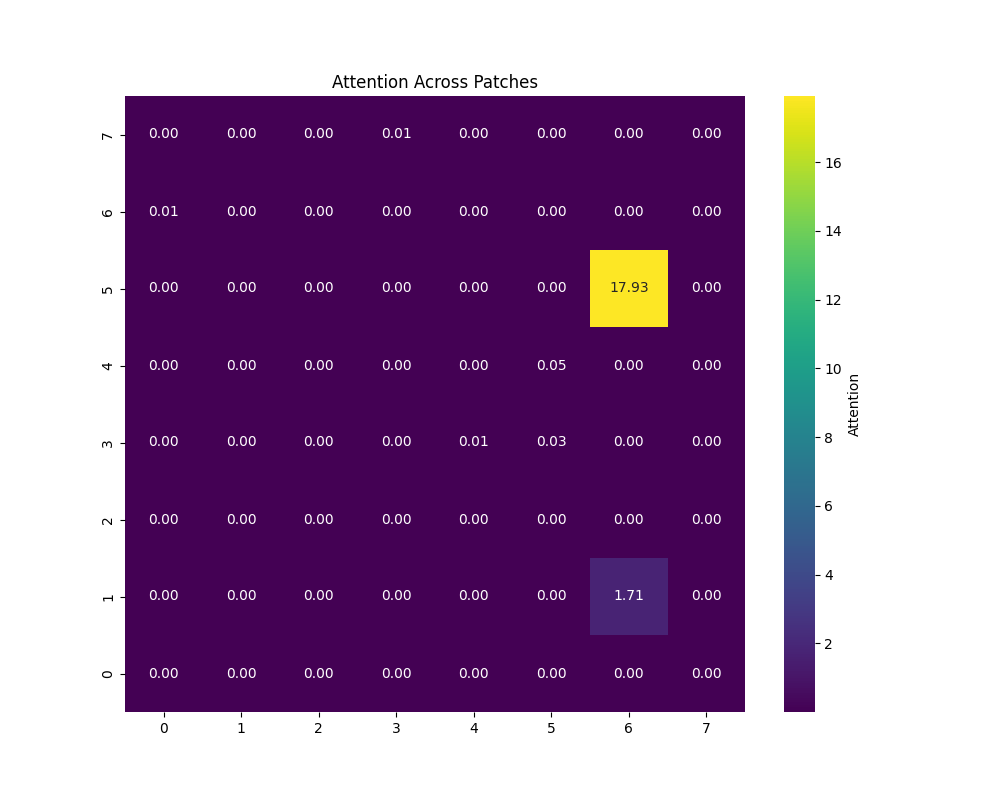 Attention Across Patches
7 0.00 0.00 0.00 0.01 0.00 0.00 0.00 0.00
6 0.01 0.00 0.00 0.00 0.00 0.00 0.00 0.00
5 0.00 0.00 0.00 0.00 0.00 0.00 17.93 0.00
4 0.00 0.00 0.00 0.00 0.00 0.05 0.00 0.00
3 0.00 0.00 0.00 0.00 0.01 0.03 0.00 0.00
2 0.00 0.00 0.00 0.00 0.00 0.00 0.00 0.00
1 0.00 0.00 0.00 0.00 0.00 0.00 1.71 0.00
0 0.00 0.00 0.00 0.00 0.00 0.00 0.00 0.00
0 1 2 3 4 5 6 7
16
14
12
10
8
6
4
2
Attention